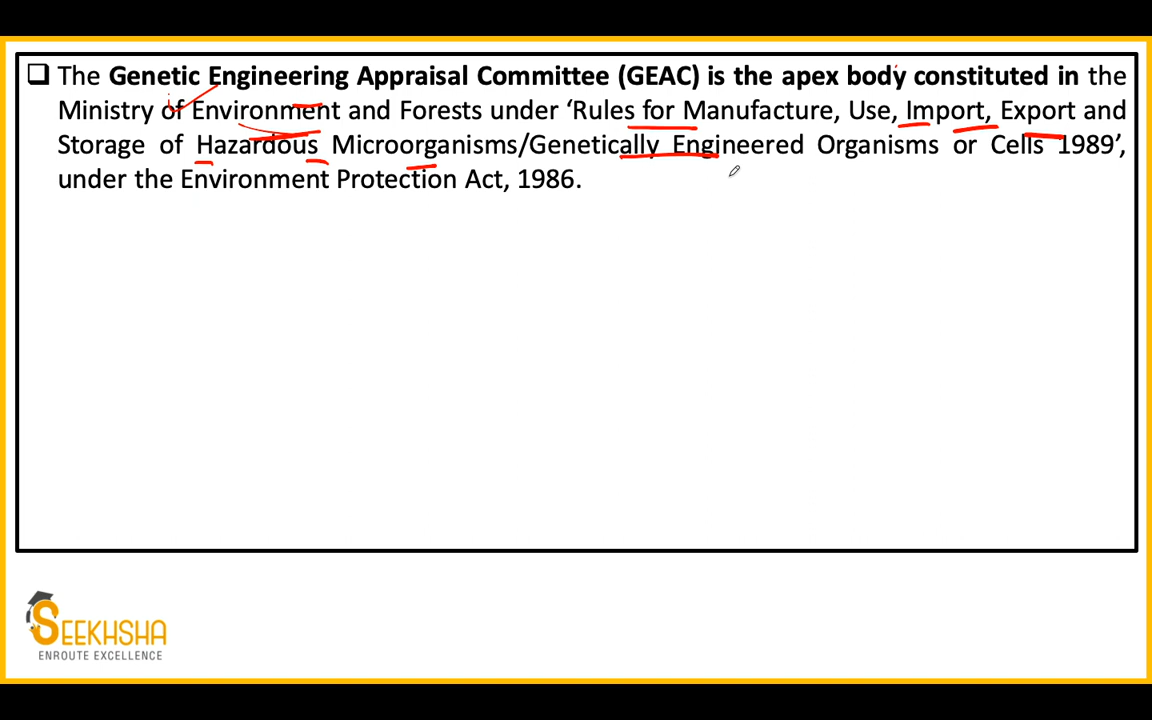 The Genetic Engineering Appraisal Committee (GEAC) is the apex body constituted in the
Ministry of Environment and Forests under ‘Rules for Manufacture, Use, Import, Export and
Storage of Hazardous Microorganisms/Genetically Engineered Organisms or Cells 1989’,
under the Environment Protection Act, 1986.
SEEKHSHA
ENROUTE EXCELLENCE